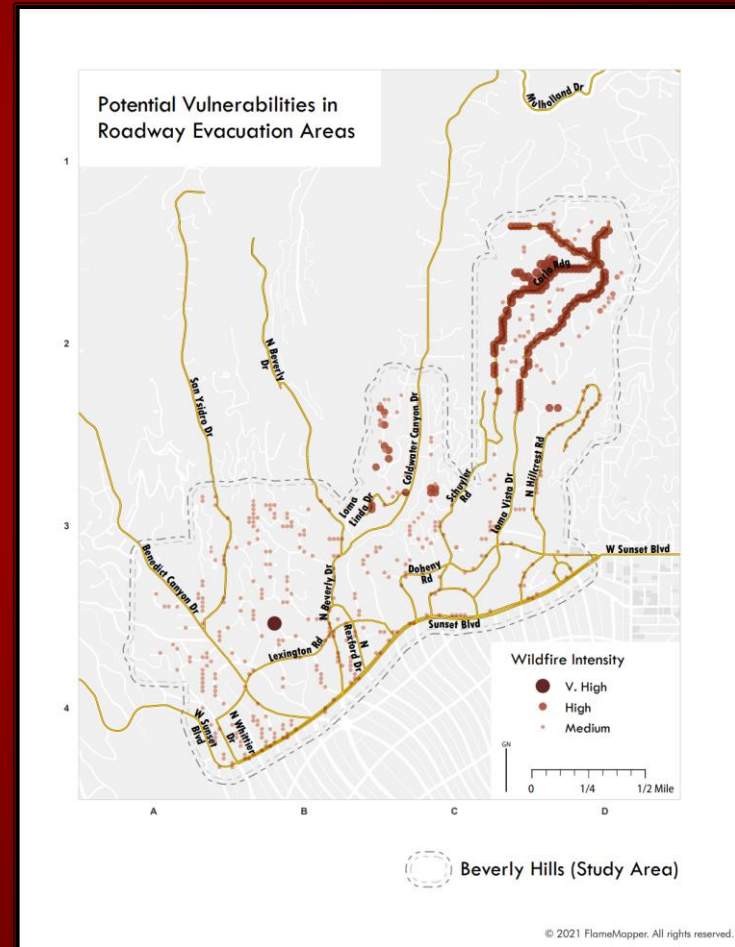 Potential Vulnerabilities in
Roadway Evacuation Areas
Mulholland Dr
1
Carla Rdg
2
N Beverly
Dr
San Ysidro Dr
Coldwater Canyon Dr
N Hillcrest Rd
Schuyler
Rd
Loma
Linda Dr
Loma Vista Dr
3
Benedict Canyon Dr
W Sunset Blvd
N Beverly Dr
Doheny
Rd
Sunset Blvd
Lexington Rd
N
Rexford Dr
Wildfire Intensity
V. High
High
Medium
4
W Sunset
Blvd
N Whittier
Dr
GN
0 1/4 1/2 Mile
A B C D
Beverly Hills (Study Area)
© 2021 FlameMapper. All rights reserved.